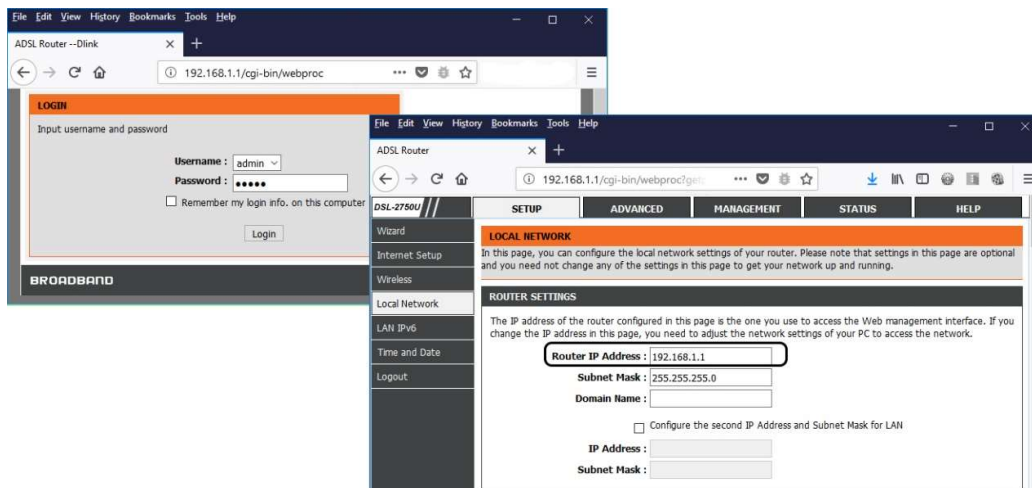 File Edit View History Bookmarks Tools Help
ADSL Router --Dlink
192.168.1.1/cgi-bin/webproc
LOGIN
Input username and password
Username : admin
Password : •••••
Remember my login info. on this computer
Login
BROADBAND
File Edit View History Bookmarks Tools Help
ADSL Router
192.168.1.1/cgi-bin/webproc?getp
DSL-2750U
SETUP ADVANCED MANAGEMENT STATUS HELP
Wizard
Internet Setup
Wireless
Local Network
LAN IPv6
Time and Date
Logout
LOCAL NETWORK
In this page, you can configure the local network settings of your router. Please note that settings in this page are optional
and you need not change any of the settings in this page to get your network up and running.
ROUTER SETTINGS
The IP address of the router configured in this page is the one you use to access the Web management interface. If you
change the IP address in this page, you need to adjust the network settings of your PC to access the network.
Router IP Address : 192.168.1.1
Subnet Mask : 255.255.255.0
Domain Name :
Configure the second IP Address and Subnet Mask for LAN
IP Address :
Subnet Mask :